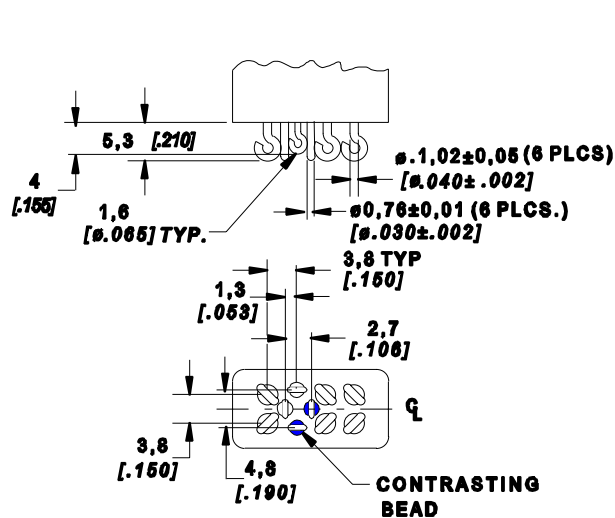 5,3 [.210]
4
[.155]
ø.1,02±0,05 (6 PLCS)
[ø.040±.002]
1,6
[ø.065] TYP.
ø0,76±0,01 (6 PLCS.)
[ø.030±.002]
3,8 TYP
[.150]
1,3
[.053]
2,7
[.106]
℄
3,8
[.150]
4,8
[.190]
CONTRASTING
BEAD